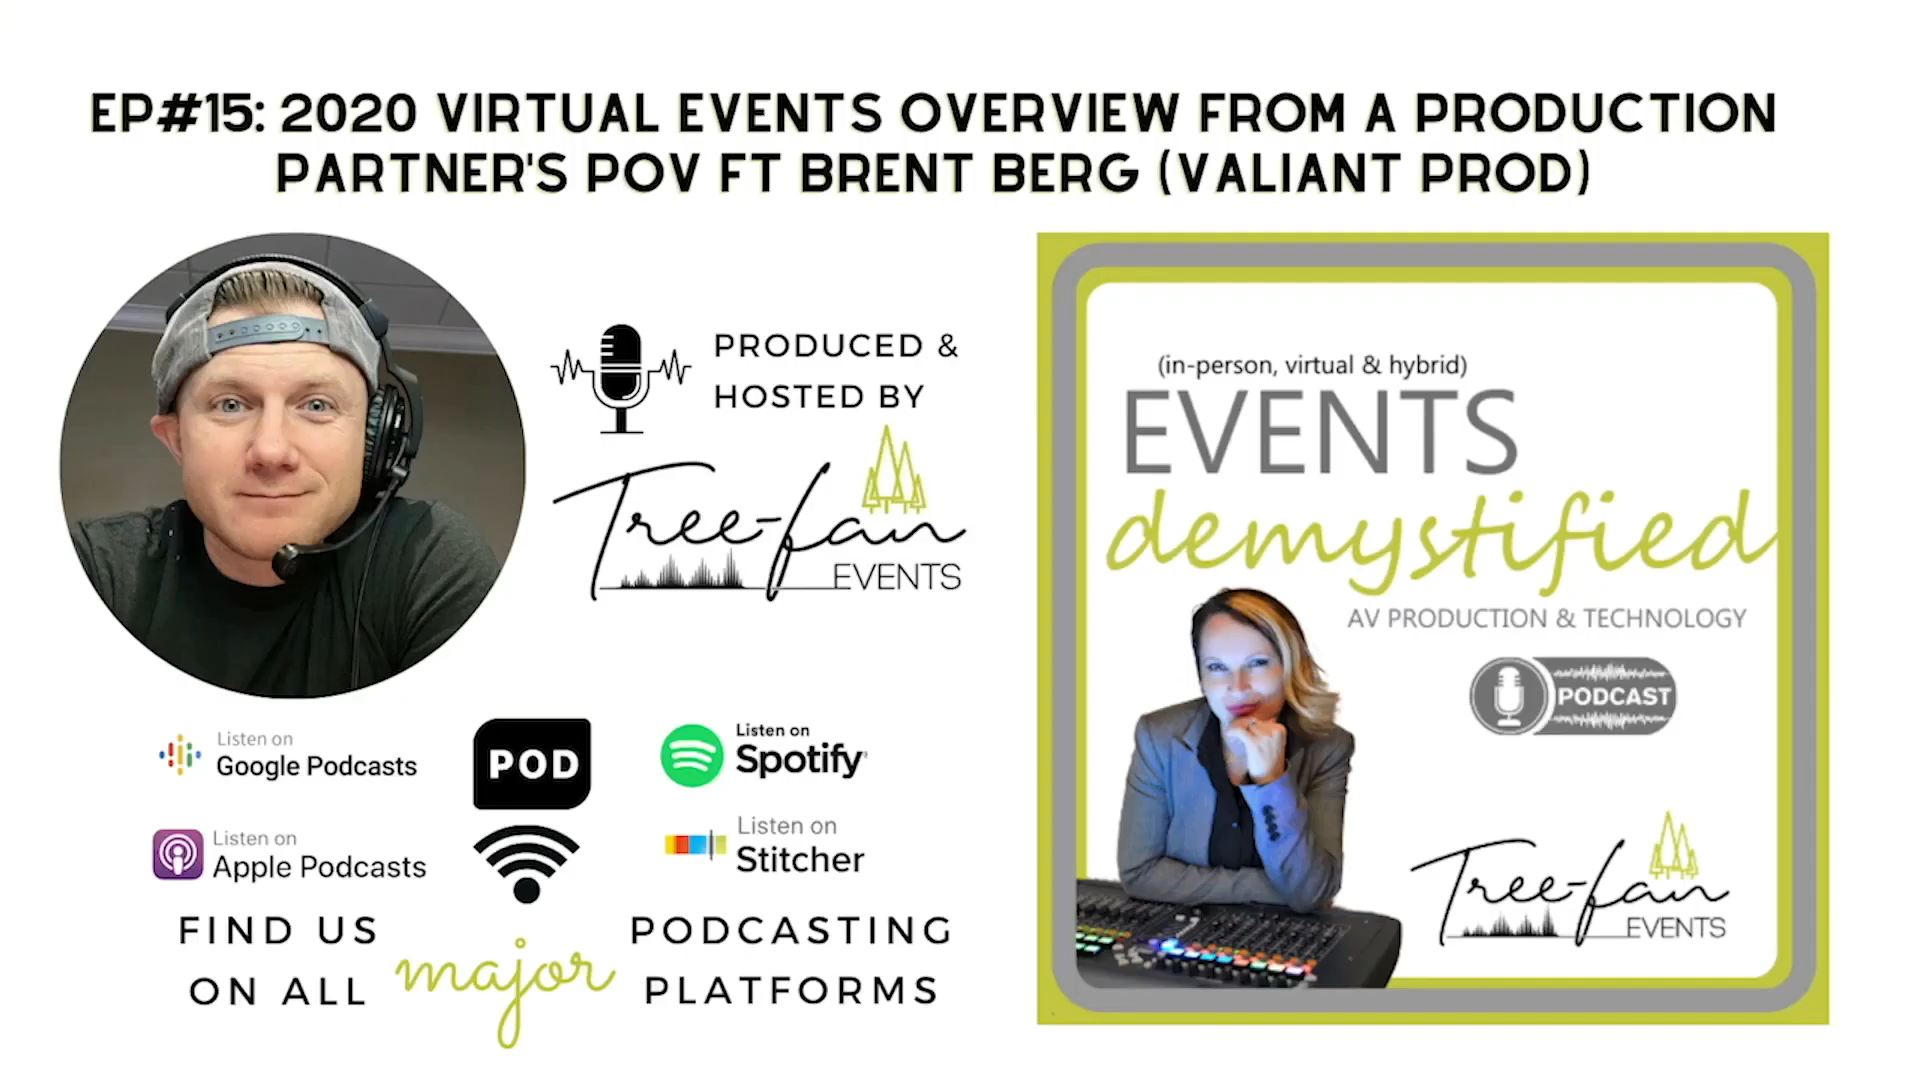 EP#15: 2020 VIRTUAL EVENTS OVERVIEW FROM A PRODUCTION
PARTNER'S POV FT BRENT BERG (VALIANT PROD)
PRODUCED &
HOSTED BY
Tree-fan
EVENTS
Listen on
Google Podcasts
POD
Listen on
Spotify
Listen on
Apple Podcasts
Listen on
Stitcher
FIND US
ON ALL
major
PODCASTING
PLATFORMS
(in-person, virtual & hybrid)
EVENTS
demystified
AV PRODUCTION & TECHNOLOGY
PODCAST
Tree-fan
EVENTS